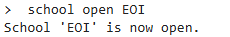 >  school open EOI
School 'EOI' is now open.